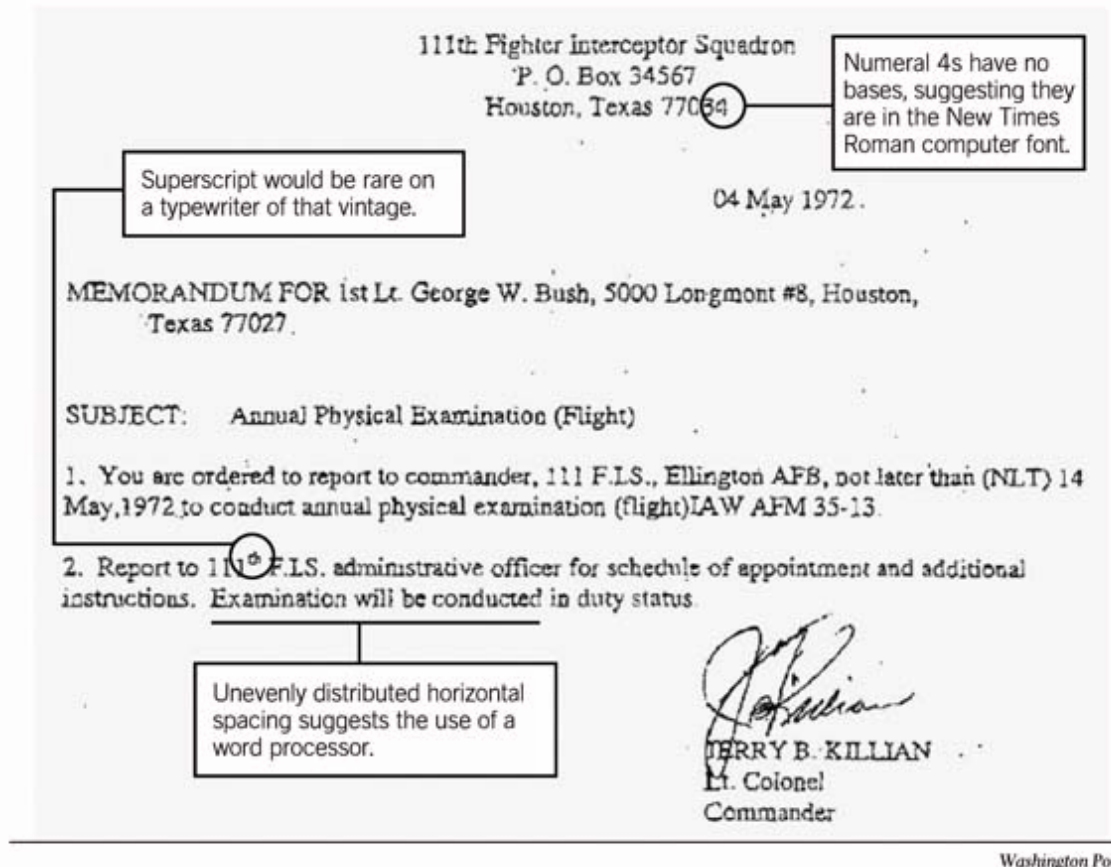 111th Fighter Interceptor Squadron
P. O. Box 34567
Houston, Texas 77034
Numeral 4s have no
bases, suggesting they
are in the New Times
Roman computer font.
Superscript would be rare on
a typewriter of that vintage.
04 May 1972.
MEMORANDUM FOR 1st Lt. George W. Bush, 5000 Longmont #8, Houston,
Texas 77027.
SUBJECT: Annual Physical Examination (Flight)
1. You are ordered to report to commander, 111 F.I.S., Ellington AFB, not later than (NLT) 14
May,1972 to conduct annual physical examination (flight)IAW AFM 35-13.
2. Report to 111th F.I.S. administrative officer for schedule of appointment and additional
instructions. Examination will be conducted in duty status.
Unevenly distributed horizontal
spacing suggests the use of a
word processor.
JERRY B. KILLIAN
Lt. Colonel
Commander
Washington Po